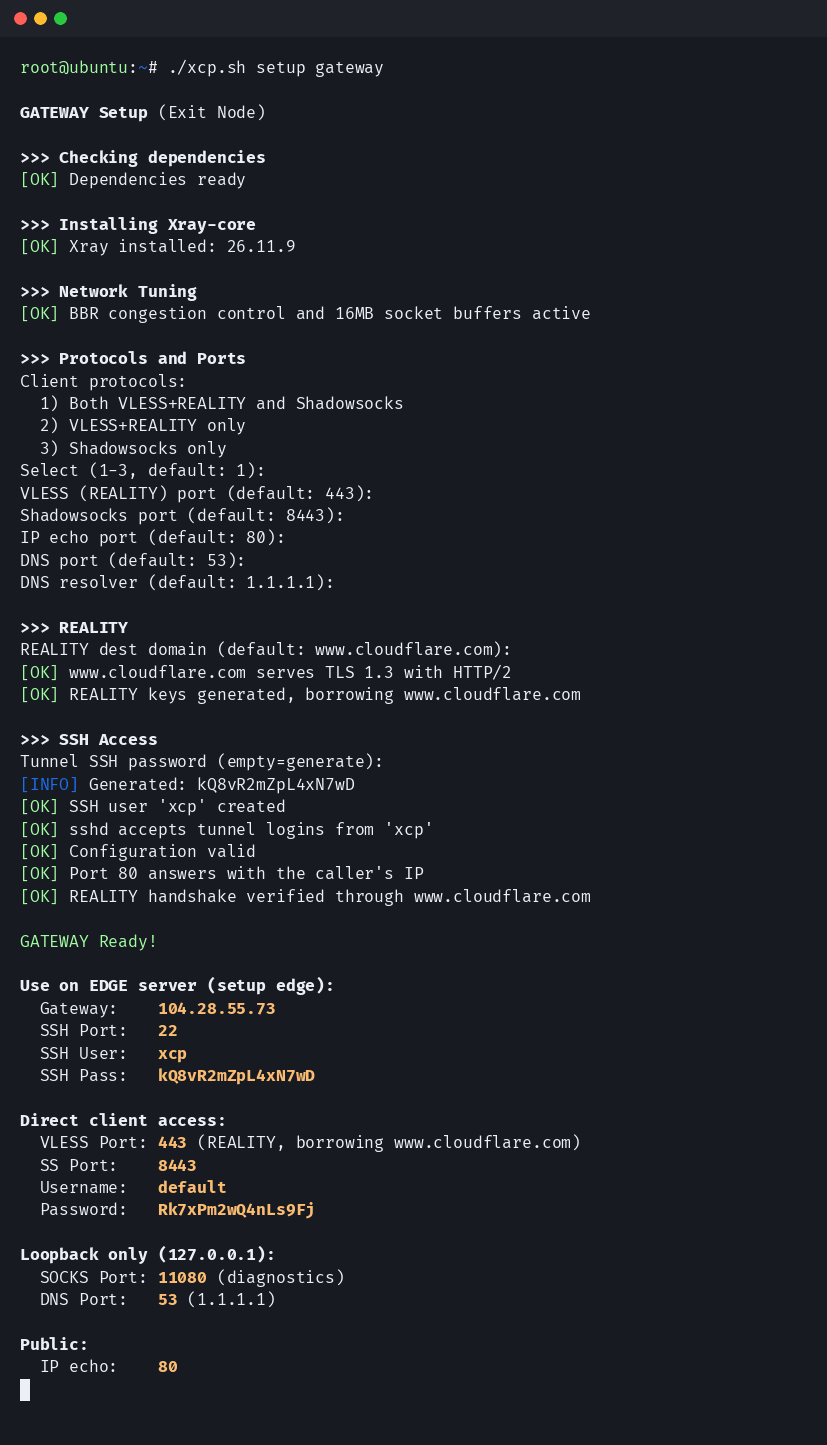 root@ubuntu:~# ./xcp.sh setup gateway
GATEWAY Setup (Exit Node)
>>> Checking dependencies
[OK] Dependencies ready
>>> Installing Xray-core
[OK] Xray installed: 26.11.9
>>> Network Tuning
[OK] BBR congestion control and 16MB socket buffers active
>>> Protocols and Ports
Client protocols:
  1) Both VLESS+REALITY and Shadowsocks
  2) VLESS+REALITY only
  3) Shadowsocks only
Select (1-3, default: 1):
VLESS (REALITY) port (default: 443):
Shadowsocks port (default: 8443):
IP echo port (default: 80):
DNS port (default: 53):
DNS resolver (default: 1.1.1.1):
>>> REALITY
REALITY dest domain (default: www.cloudflare.com):
[OK] www.cloudflare.com serves TLS 1.3 with HTTP/2
[OK] REALITY keys generated, borrowing www.cloudflare.com
>>> SSH Access
Tunnel SSH password (empty=generate):
[INFO] Generated: kQ8vR2mZpL4xN7wD
[OK] SSH user 'xcp' created
[OK] sshd accepts tunnel logins from 'xcp'
[OK] Configuration valid
[OK] Port 80 answers with the caller's IP
[OK] REALITY handshake verified through www.cloudflare.com
GATEWAY Ready!
Use on EDGE server (setup edge):
  Gateway:    104.28.55.73
  SSH Port:   22
  SSH User:   xcp
  SSH Pass:   kQ8vR2mZpL4xN7wD
Direct client access:
  VLESS Port: 443 (REALITY, borrowing www.cloudflare.com)
  SS Port:    8443
  Username:   default
  Password:   Rk7xPm2wQ4nLs9Fj
Loopback only (127.0.0.1):
  SOCKS Port: 11080 (diagnostics)
  DNS Port:   53 (1.1.1.1)
Public:
  IP echo:    80